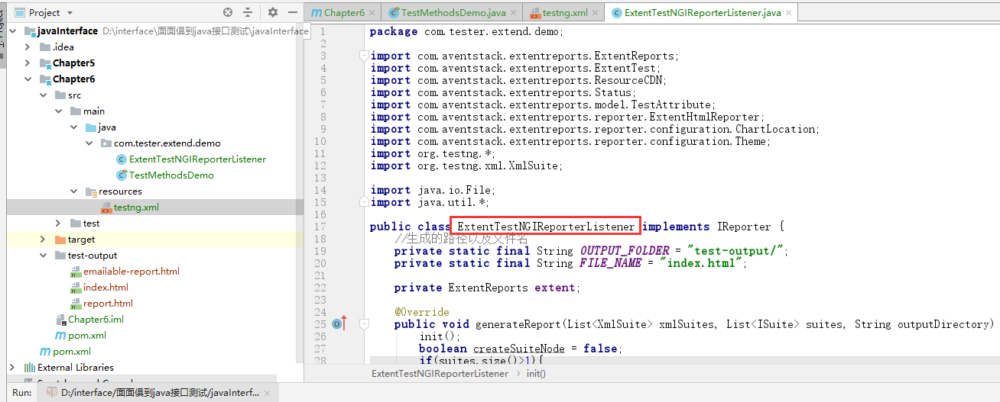 Project
Chapter6
TestMethodsDemo.java
testng.xml
ExtentTestNGIReporterListener.java
javaInterface D:\interface\面面俱到java接口测试\javaInterface
.idea
Chapter5
Chapter6
src
main
java
com.tester.extend.demo
ExtentTestNGIReporterListener
TestMethodsDemo
resources
testng.xml
test
target
test-output
emailable-report.html
index.html
report.html
Chapter6.iml
pom.xml
pom.xml
External Libraries
1 package com.tester.extend.demo;
2
3 import com.aventstack.extentreports.ExtentReports;
4 import com.aventstack.extentreports.ExtentTest;
5 import com.aventstack.extentreports.ResourceCDN;
6 import com.aventstack.extentreports.Status;
7 import com.aventstack.extentreports.model.TestAttribute;
8 import com.aventstack.extentreports.reporter.ExtentHtmlReporter;
9 import com.aventstack.extentreports.reporter.configuration.ChartLocation;
10 import com.aventstack.extentreports.reporter.configuration.Theme;
11 import org.testng.*;
12 import org.testng.xml.XmlSuite;
13
14 import java.io.File;
15 import java.util.*;
16
17 public class ExtentTestNGIReporterListener implements IReporter {
18 //生成的路径以及文件名
19 private static final String OUTPUT_FOLDER = "test-output/";
20 private static final String FILE_NAME = "index.html";
21
22 private ExtentReports extent;
23
24 @Override
25 public void generateReport(List<XmlSuite> xmlSuites, List<ISuite> suites, String outputDirectory)
26 init();
27 boolean createSuiteNode = false;
28 if(suites.size()>1){
ExtentTestNGIReporterListener › init()
Run: D:/interface/面面俱到java接口测试/javaInterf...